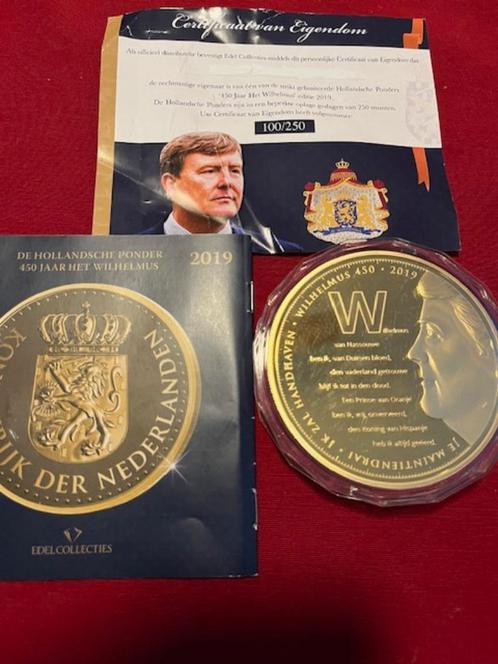 Certificaat van Eigendom
Als officieel distributeur bevestigt Edel Collecties middels dit persoonlijke Certificaat van Eigendom dat
de rechtmatige eigenaar is van één van de strikt gelimiteerde Hollandsche Ponders
'450 Jaar Het Wilhelmus' editie 2019.
De Hollandsche Ponders zijn in een beperkte oplage geslagen van 250 munten.
Uw Certificaat van Eigendom heeft volgnummer:
100/250
DE HOLLANDSCHE PONDER
450 JAAR HET WILHELMUS
2019
RIJK DER NEDERLANDEN
EDEL COLLECTIES
IK ZAL HANDHAVEN · WILHELMUS 450 · 2019
JE MAINTIENDRAI
Wilhelmus
van Nassouwe
ben ik, van Duitsen bloed,
den vaderland getrouwe
blijf ik tot in den dood.
Een Prinse van Oranje
ben ik, vrij, onverveerd,
den Koning van Hispanje
heb ik altijd geëerd.